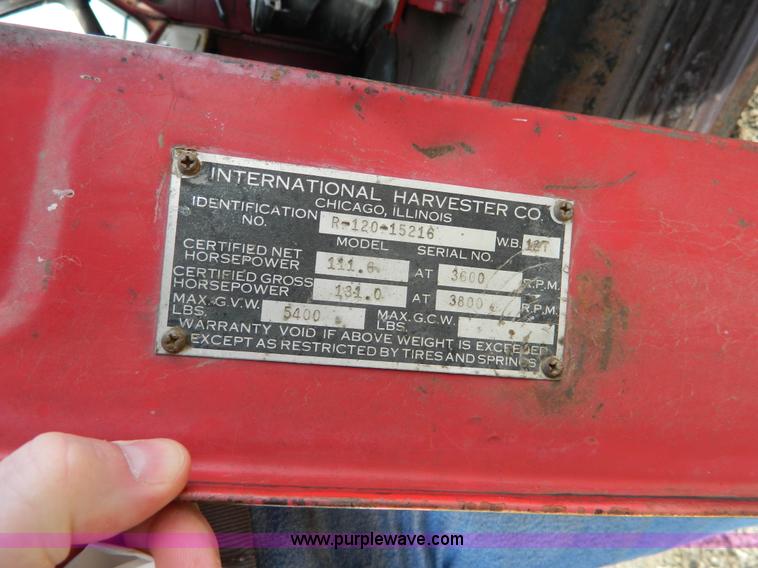 INTERNATIONAL HARVESTER CO.
CHICAGO, ILLINOIS
IDENTIFICATION NO. R-120-15216 W.B. 127
MODEL SERIAL NO.
CERTIFIED NET HORSEPOWER 111.6 AT 3600 R.P.M.
CERTIFIED GROSS HORSEPOWER 131.0 AT 3800 R.P.M.
MAX. G.V.W. LBS. 5400 MAX. G.C.W. LBS.
WARRANTY VOID IF ABOVE WEIGHT IS EXCEEDED
EXCEPT AS RESTRICTED BY TIRES AND SPRINGS
www.purplewave.com